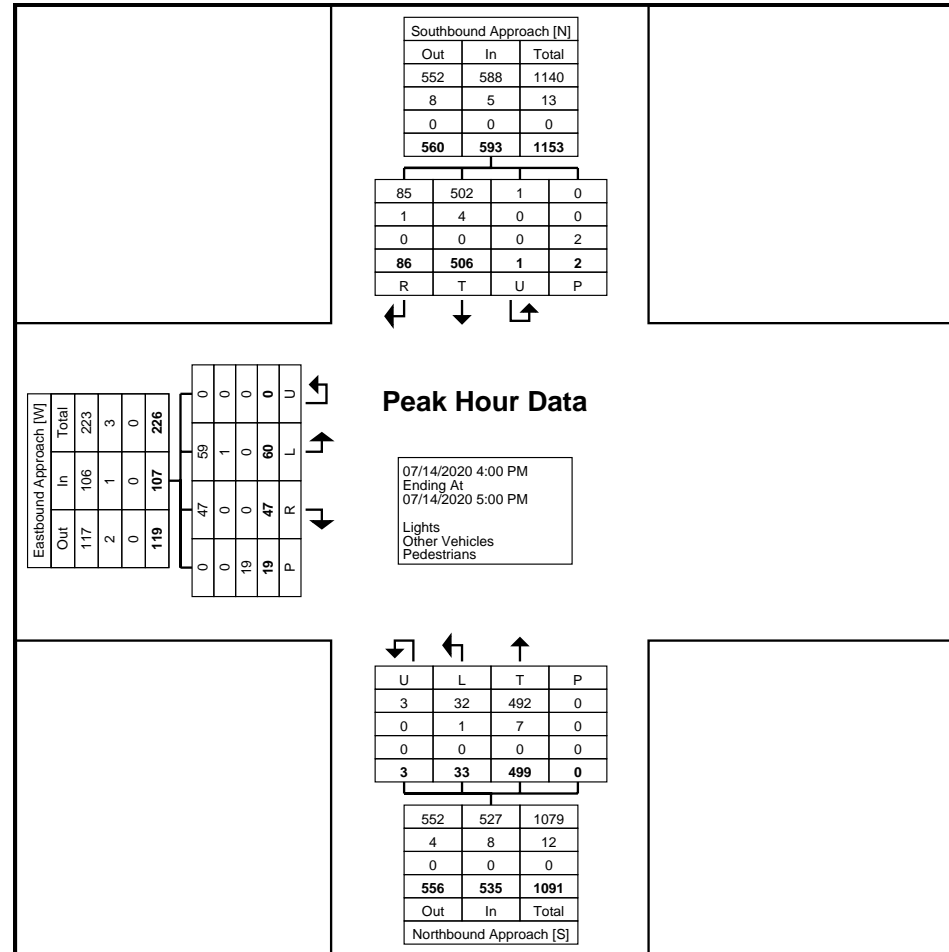 Southbound Approach [N]
Out In Total
552 588 1140
8 5 13
0 0 0
560 593 1153
85 502 1 0
1 4 0 0
0 0 0 2
86 506 1 2
R T U P
Eastbound Approach [W]
Out In Total
117 106 223
2 1 3
0 0 0
119 107 226
0 47 59 0
0 0 1 0
19 0 0 0
19 47 60 0
P R L U
Peak Hour Data
07/14/2020 4:00 PM
Ending At
07/14/2020 5:00 PM
Lights
Other Vehicles
Pedestrians
U L T P
3 32 492 0
0 1 7 0
0 0 0 0
3 33 499 0
552 527 1079
4 8 12
0 0 0
556 535 1091
Out In Total
Northbound Approach [S]